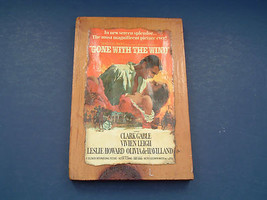 In new screen splendor...
The most magnificent picture ever!
"GONE WITH THE WIND"
CLARK GABLE
VIVIEN LEIGH
LESLIE HOWARD OLIVIA de HAVILLAND